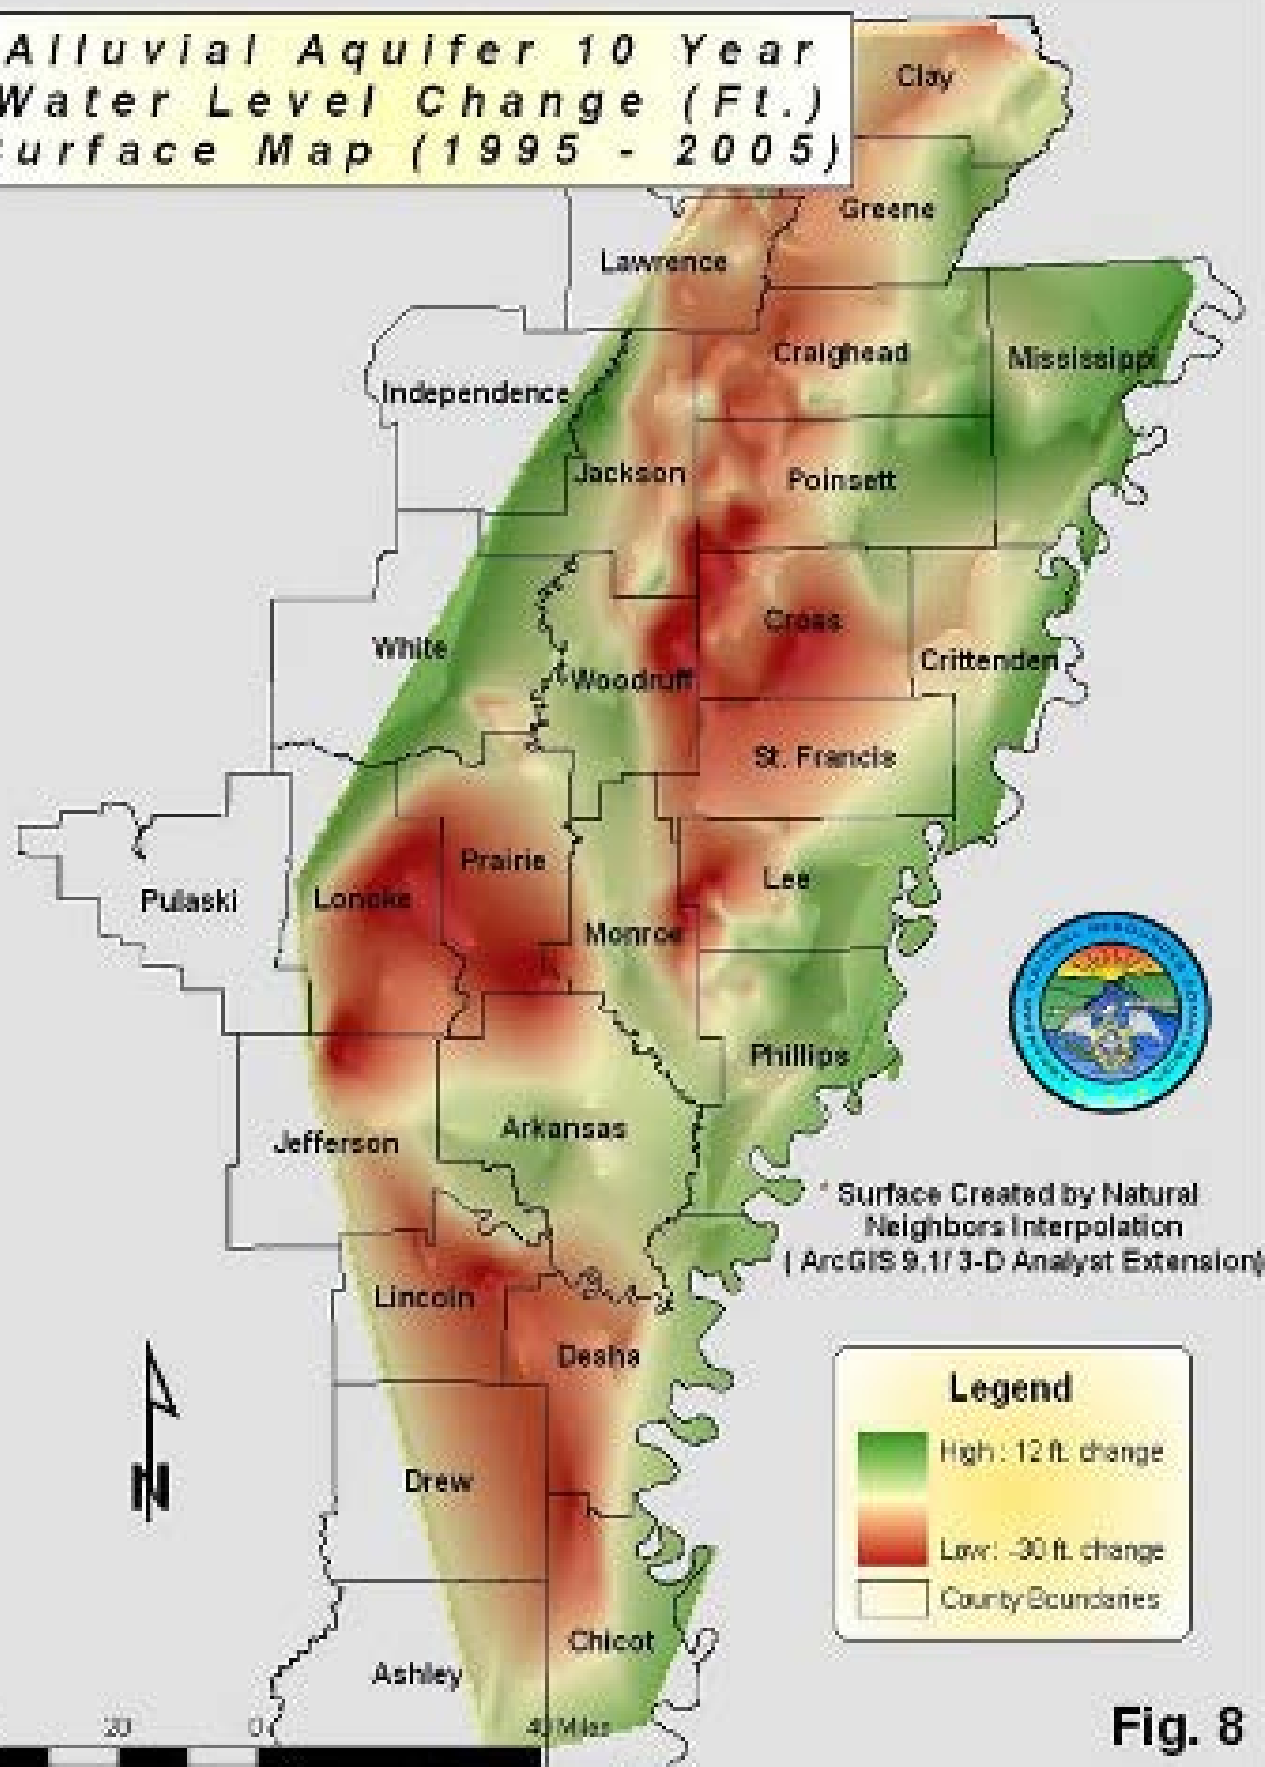 Alluvial Aquifer 10 Year
Water Level Change (Ft.)
urface Map (1995 - 2005)
Clay
Greene
Lawrence
Craighead
Mississippi
Independence
Jackson
Poinsett
Cross
White
Crittenden
Woodruff
St. Francis
Prairie
Lee
Pulaski
Lonoke
Monroe
Phillips
Arkansas
Jefferson
* Surface Created by Natural
Neighbors Interpolation
( ArcGIS 9.1/ 3-D Analyst Extension)
Lincoln
Desha
Legend
High : 12 ft. change
Low : -30 ft. change
County Boundaries
Drew
Chicot
Ashley
20 0 40 Miles
Fig. 8
N